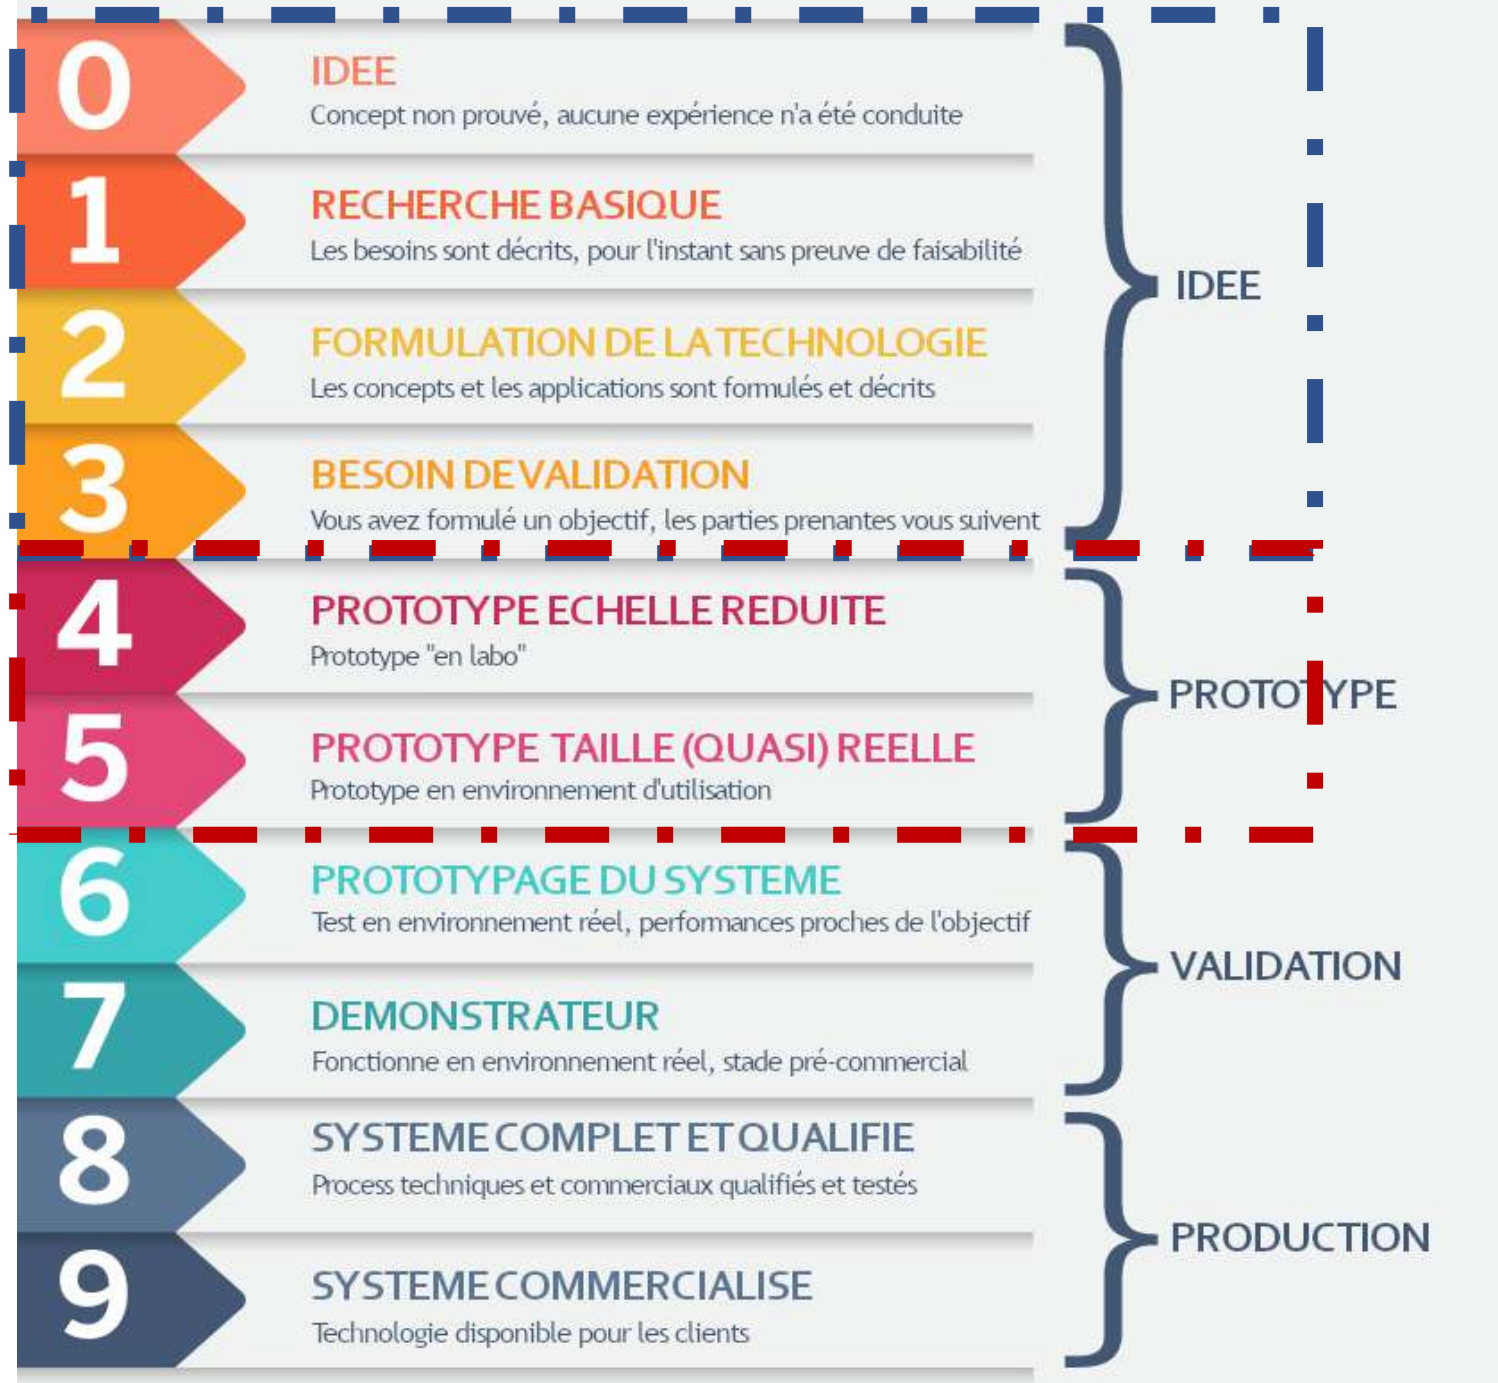 0
IDEE
Concept non prouvé, aucune expérience n'a été conduite
1
RECHERCHE BASIQUE
Les besoins sont décrits, pour l'instant sans preuve de faisabilité
2
FORMULATION DE LA TECHNOLOGIE
Les concepts et les applications sont formulés et décrits
3
BESOIN DE VALIDATION
Vous avez formulé un objectif, les parties prenantes vous suivent
IDEE
4
PROTOTYPE ECHELLE REDUITE
Prototype "en labo"
5
PROTOTYPE TAILLE (QUASI) REELLE
Prototype en environnement d'utilisation
PROTOTYPE
6
PROTOTYPAGE DU SYSTEME
Test en environnement réel, performances proches de l'objectif
7
DEMONSTRATEUR
Fonctionne en environnement réel, stade pré-commercial
VALIDATION
8
SYSTEME COMPLET ET QUALIFIE
Process techniques et commerciaux qualifiés et testés
9
SYSTEME COMMERCIALISE
Technologie disponible pour les clients
PRODUCTION